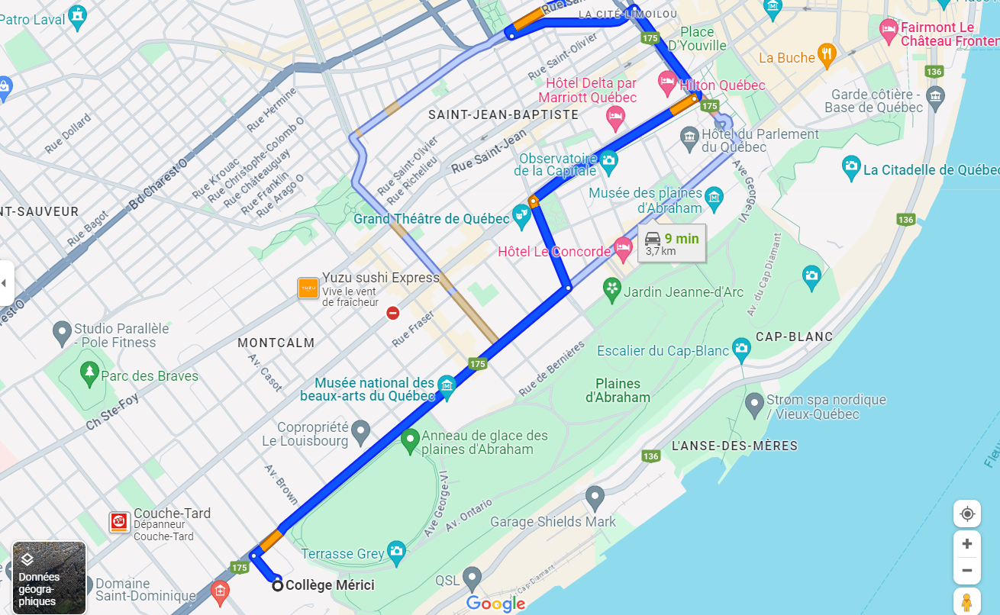 Patro Laval
Rue Sa
LA CITÉ-LIMOILOU
175
Place
D'Youville
Fairmont Le
Château Fronten
La Buche
136
Rue Saint-Olivier
Hôtel Delta par
Marriott Québec
Hilton Québec
175
Garde côtière -
Base de Québec
Rue Hermine
Rue Dollard
SAINT-JEAN-BAPTISTE
Rue Christophe-Colomb O
Rue Krouac
Rue Châteauguay
Rue Franklin
Rue Arago O
Rue Saint-Jean
Rue Saint-Olivier
Rue Richelieu
Hôtel du Parlement
du Québec
Observatoire
de la Capitale
Ave George-VI
La Citadelle de Québec
Bd Charest O
NT-SAUVEUR
Rue Bagot
Musée des plaines
d'Abraham
Grand Théâtre de Québec
136
9 min
3,7 km
Hôtel Le Concorde
Av. du Cap Diamant
Yuzu sushi Express
YUZU
Vive le vent
de fraîcheur
arest O
Jardin Jeanne-d'Arc
Studio Parallèle
- Pole Fitness
Rue Fraser
MONTCALM
CAP-BLANC
Escalier du Cap-Blanc
175
Av. Casot
Rue de Bernières
Parc des Braves
Musée national des
beaux-arts du Québec
Plaines
d'Abraham
Ch Ste-Foy
Strøm spa nordique
/ Vieux-Québec
Copropriété
Le Louisbourg
Anneau de glace des
plaines d'Abraham
L'ANSE-DES-MÈRES
136
Fleu
Av. Brown
Ave George-VI
Av. Ontario
Couche-Tard
Dépanneur
Couche-Tard
Garage Shields Mark
Terrasse Grey
175
Données
géogra-
phiques
Domaine
Saint-Dominique
Collège Mérici
QSL
Cap-Diamant
Google